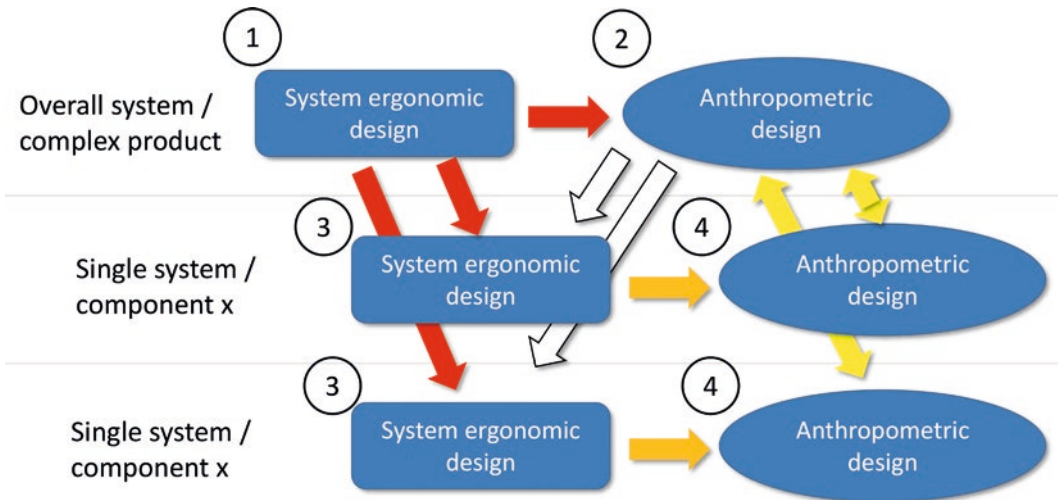 1
2
Overall system /
complex product
System ergonomic
design
Anthropometric
design
3
4
Single system /
component x
System ergonomic
design
Anthropometric
design
3
4
Single system /
component x
System ergonomic
design
Anthropometric
design